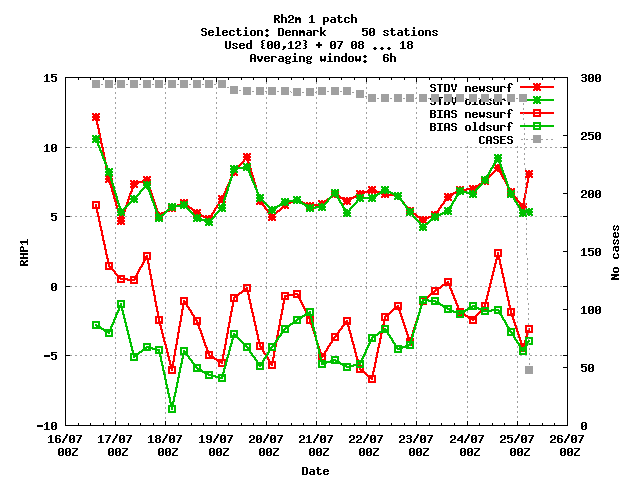 Rh2m 1 patch
Selection: Denmark 50 stations
Used {00,12} + 07 08 ... 18
Averaging window: 6h
STDV newsurf
STDV oldsurf
BIAS newsurf
BIAS oldsurf
CASES
15
10
5
0
-5
-10
RHP1
300
250
200
150
100
50
0
No cases
16/07 17/07 18/07 19/07 20/07 21/07 22/07 23/07 24/07 25/07 26/07
00Z 00Z 00Z 00Z 00Z 00Z 00Z 00Z 00Z 00Z 00Z
Date